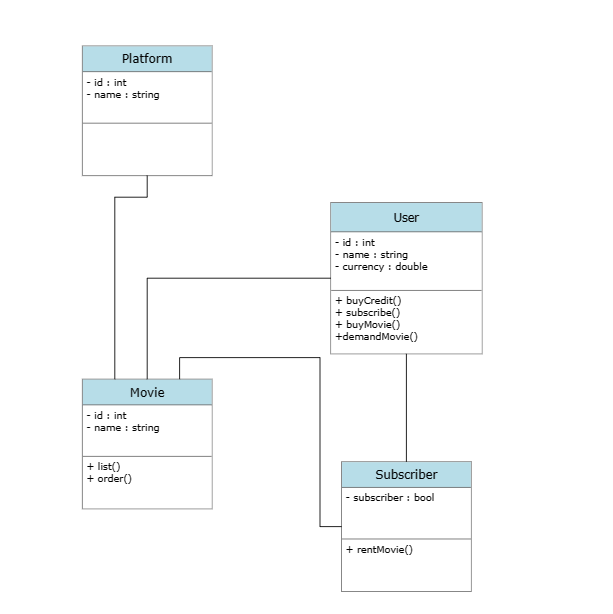 Platform
- id : int
- name : string
User
- id : int
- name : string
- currency : double
+ buyCredit()
+ subscribe()
+ buyMovie()
+demandMovie()
Movie
- id : int
- name : string
+ list()
+ order()
Subscriber
- subscriber : bool
+ rentMovie()